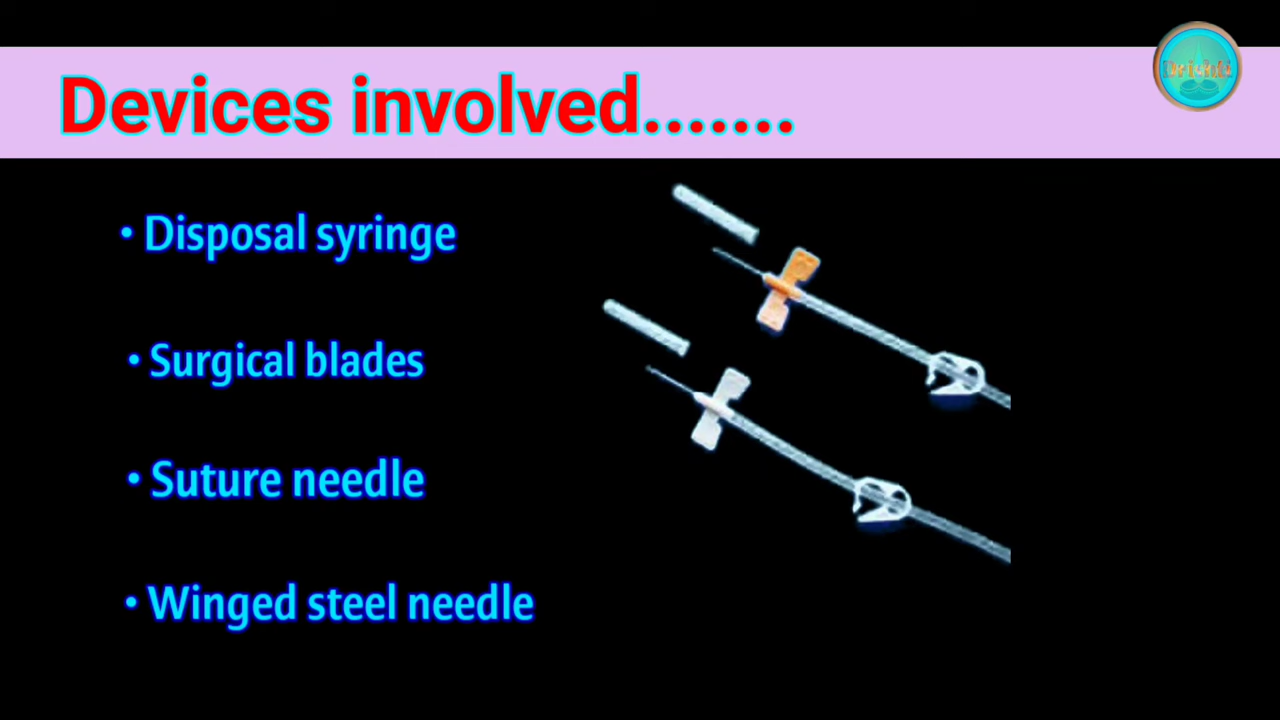 Devices involved.......
• Disposal syringe
• Surgical blades
• Suture needle
• Winged steel needle